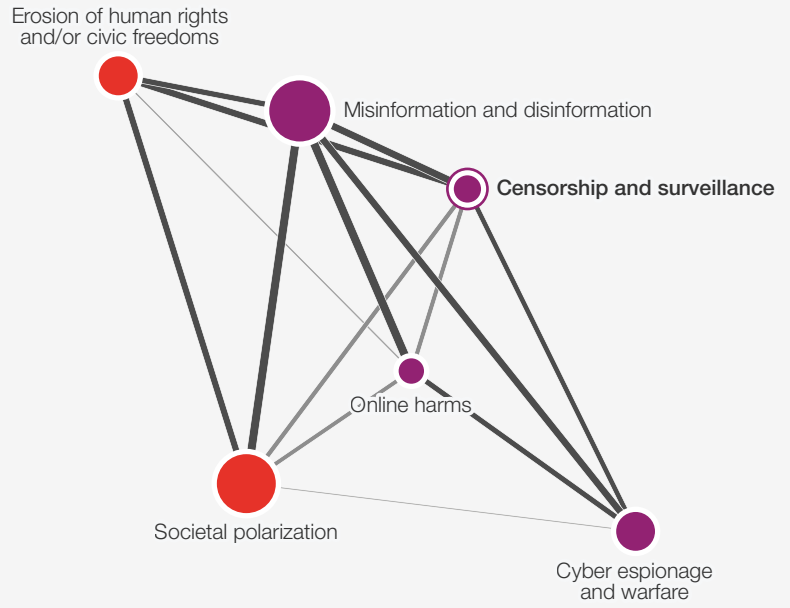 Erosion of human rights
and/or civic freedoms
Misinformation and disinformation
Censorship and surveillance
Online harms
Societal polarization
Cyber espionage
and warfare